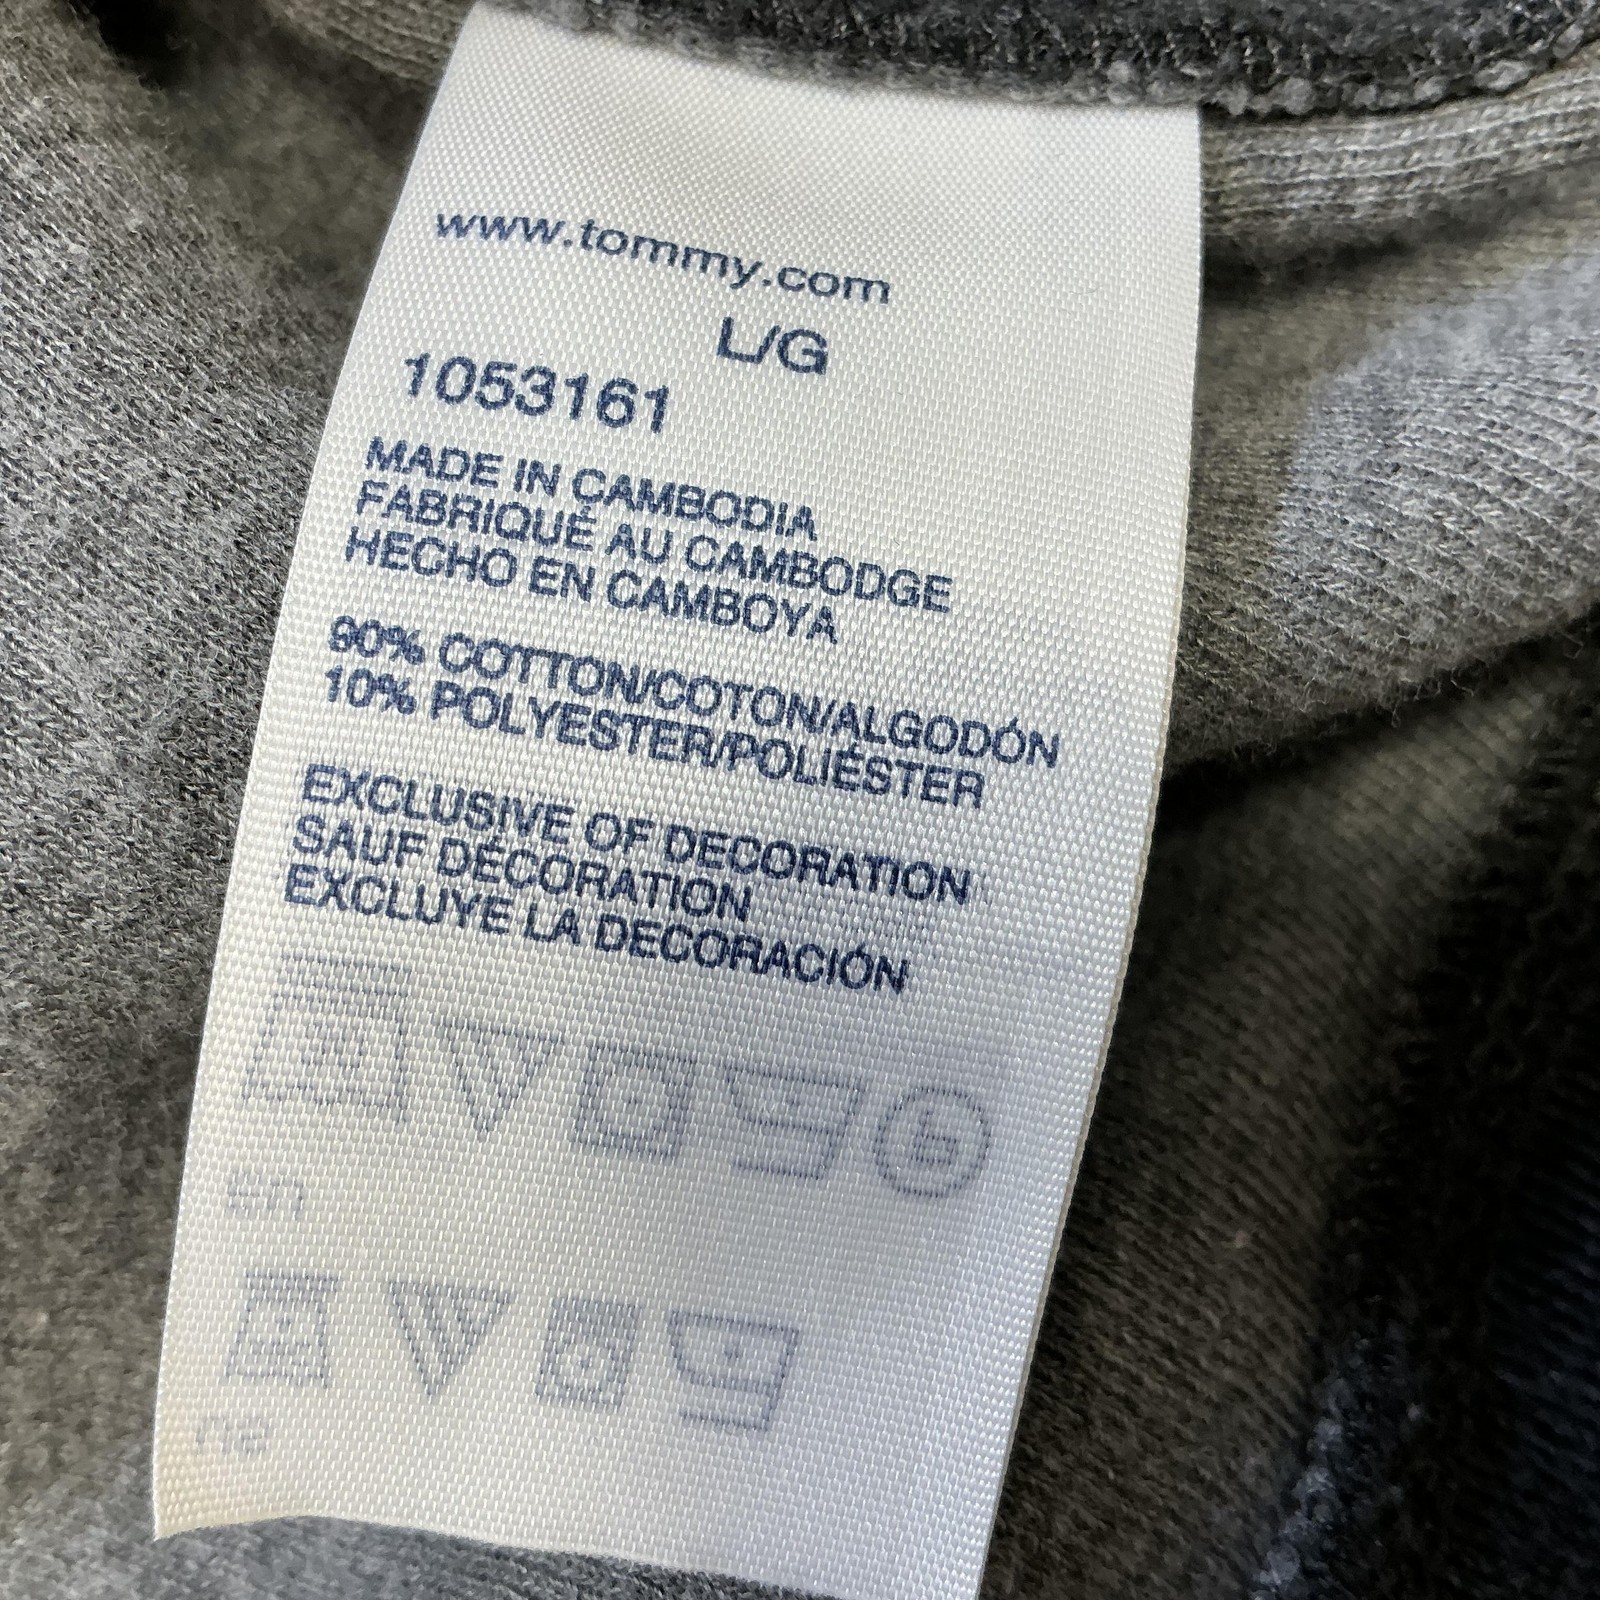 www.tommy.com
L/G
1053161
MADE IN CAMBODIA
FABRIQUÉ AU CAMBODGE
HECHO EN CAMBOYA
90% COTTON/COTON/ALGODÓN
10% POLYESTER/POLIÉSTER
EXCLUSIVE OF DECORATION
SAUF DÉCORATION
EXCLUYE LA DECORACIÓN